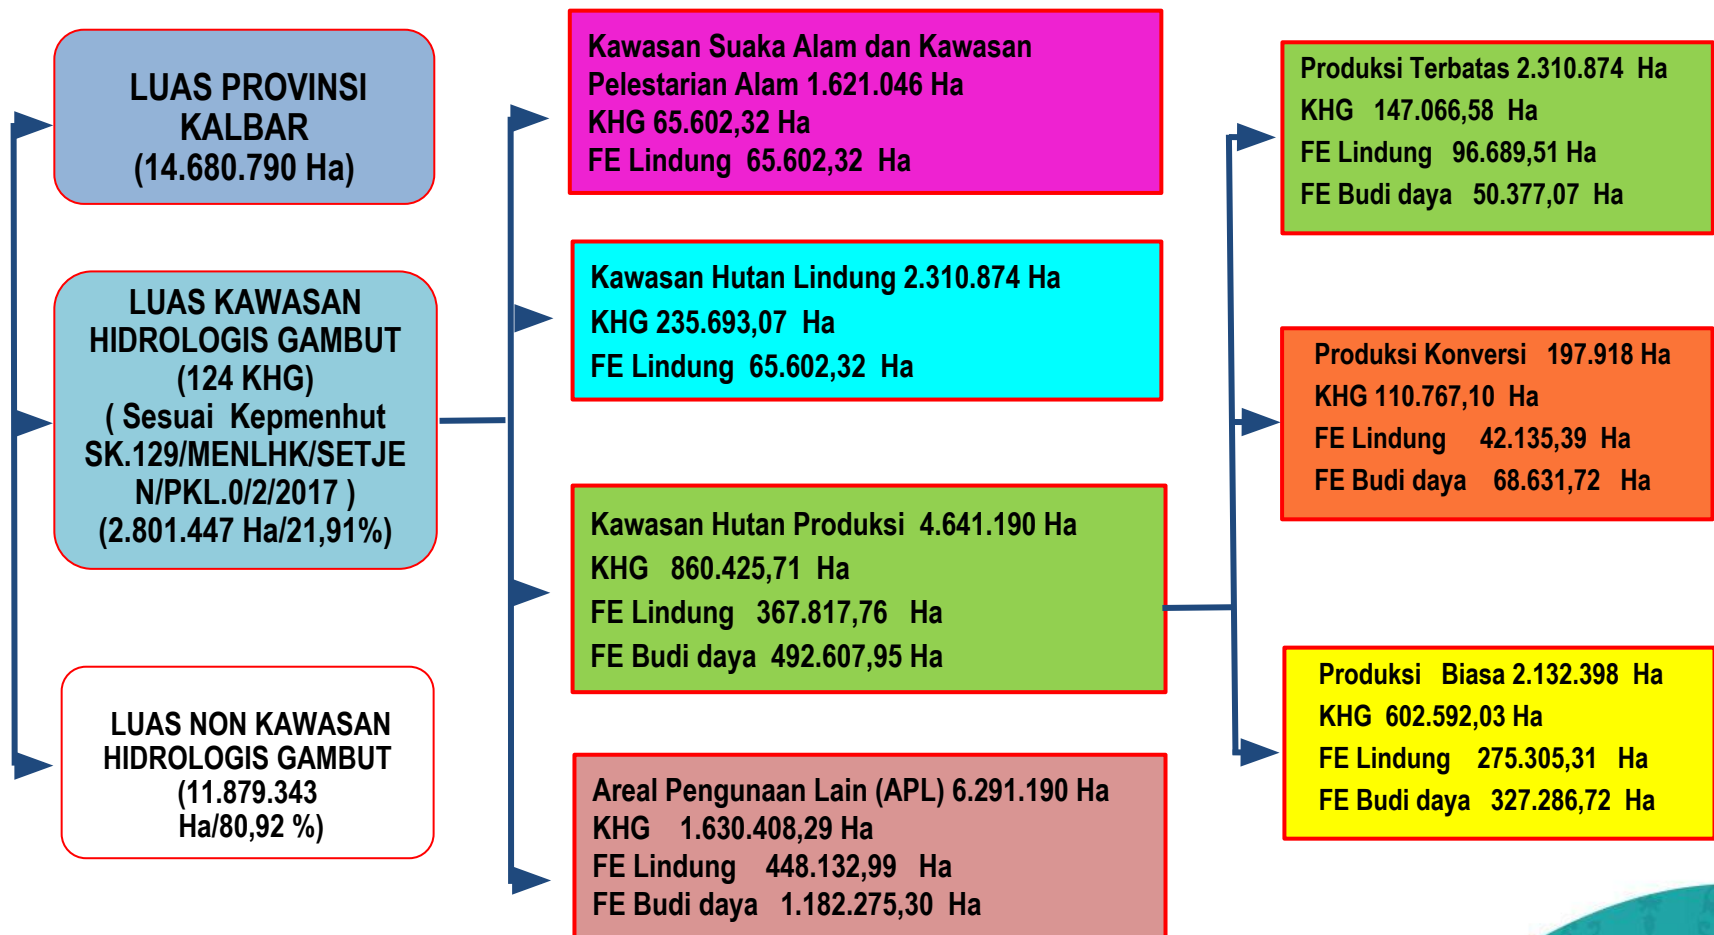 LUAS PROVINSI
KALBAR
(14.680.790 Ha)
LUAS KAWASAN
HIDROLOGIS GAMBUT
(124 KHG)
( Sesuai Kepmenhut
SK.129/MENLHK/SETJE
N/PKL.0/2/2017 )
(2.801.447 Ha/21,91%)
LUAS NON KAWASAN
HIDROLOGIS GAMBUT
(11.879.343
Ha/80,92 %)
Kawasan Suaka Alam dan Kawasan
Pelestarian Alam 1.621.046 Ha
KHG 65.602,32 Ha
FE Lindung 65.602,32 Ha
Kawasan Hutan Lindung 2.310.874 Ha
KHG 235.693,07 Ha
FE Lindung 65.602,32 Ha
Kawasan Hutan Produksi 4.641.190 Ha
KHG 860.425,71 Ha
FE Lindung 367.817,76 Ha
FE Budi daya 492.607,95 Ha
Areal Pengunaan Lain (APL) 6.291.190 Ha
KHG 1.630.408,29 Ha
FE Lindung 448.132,99 Ha
FE Budi daya 1.182.275,30 Ha
Produksi Terbatas 2.310.874 Ha
KHG 147.066,58 Ha
FE Lindung 96.689,51 Ha
FE Budi daya 50.377,07 Ha
Produksi Konversi 197.918 Ha
KHG 110.767,10 Ha
FE Lindung 42.135,39 Ha
FE Budi daya 68.631,72 Ha
Produksi Biasa 2.132.398 Ha
KHG 602.592,03 Ha
FE Lindung 275.305,31 Ha
FE Budi daya 327.286,72 Ha